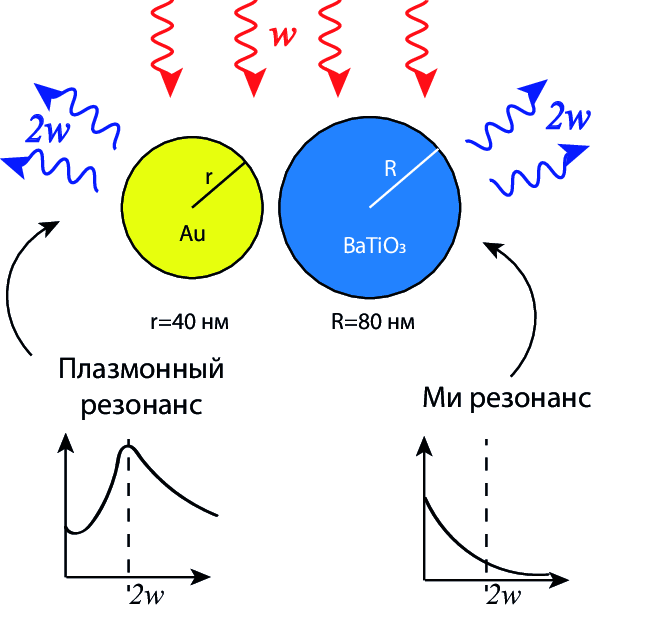 w
2w
2w
r
R
Au
BaTiO₃
r=40 нм
R=80 нм
Плазмонный
резонанс
Ми резонанс
2w
2w